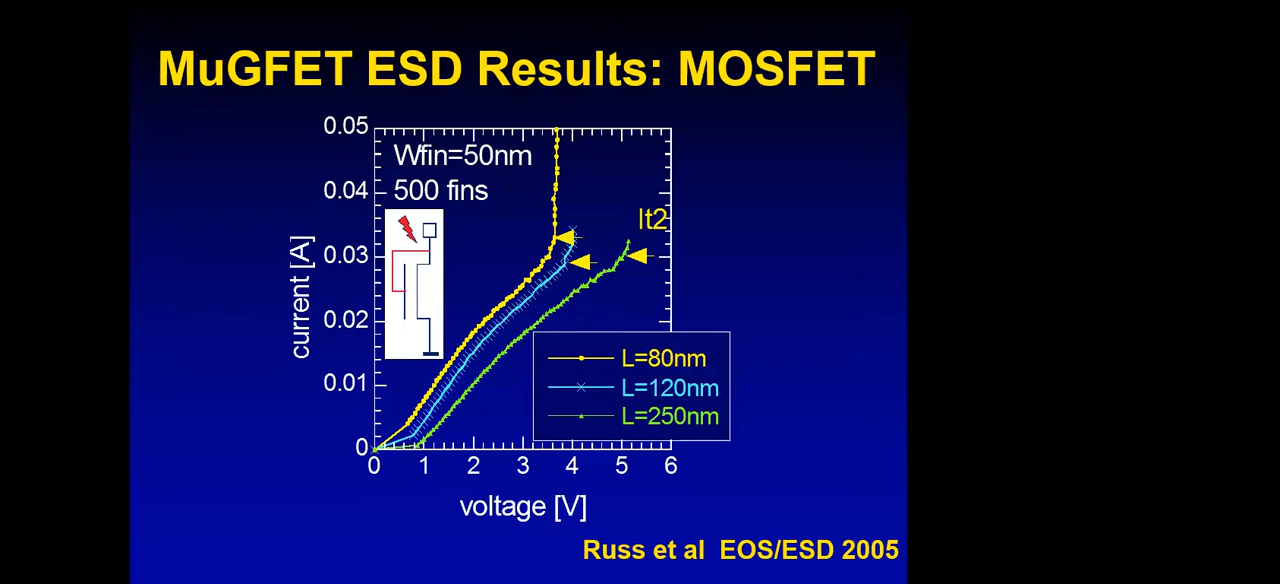 MuGFET ESD Results: MOSFET
0.05
Wfin=50nm
0.04
500 fins
It2
0.03
current [A]
0.02
L=80nm
0.01
L=120nm
L=250nm
0
0 1 2 3 4 5 6
voltage [V]
Russ et al EOS/ESD 2005